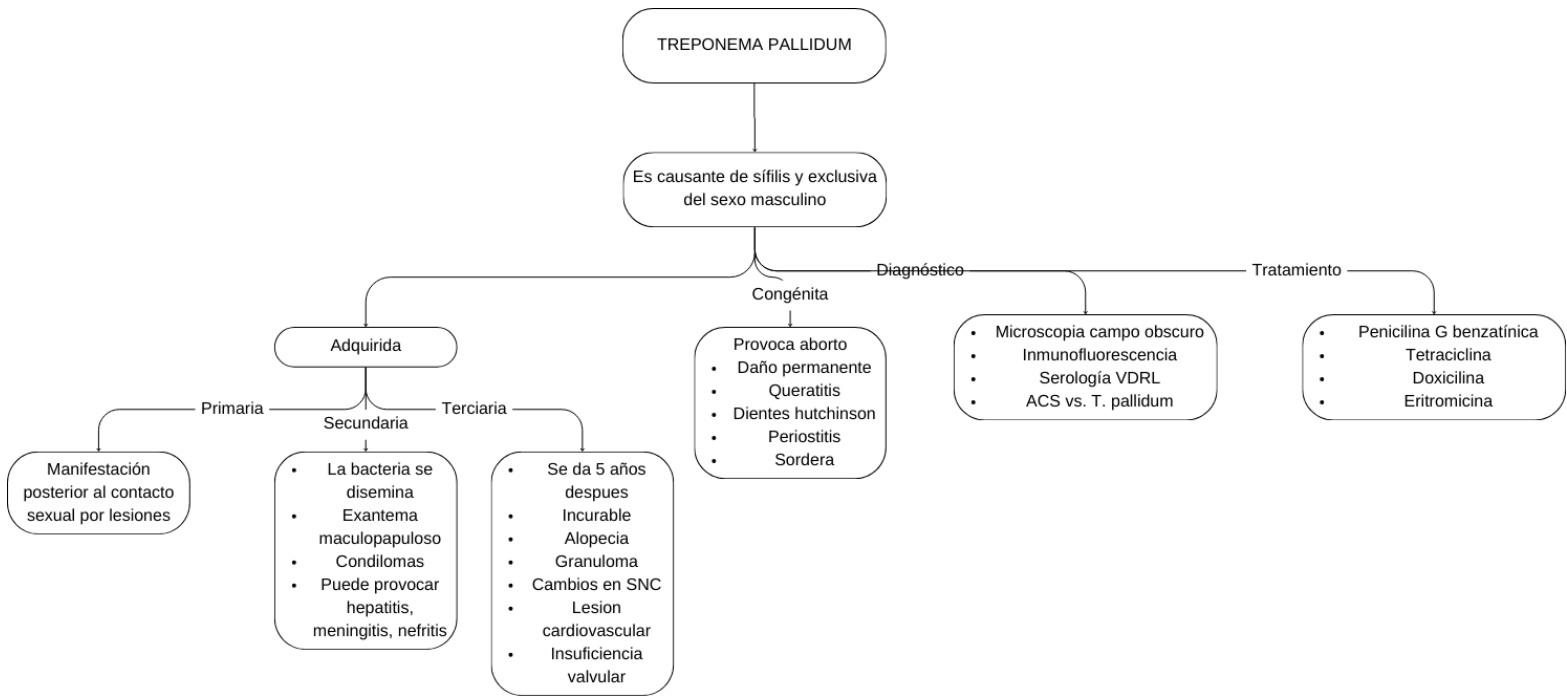 TREPONEMA PALLIDUM
Es causante de sífilis y exclusiva
del sexo masculino
Diagnóstico
Tratamiento
Congénita
Adquirida
Provoca aborto
• Daño permanente
• Queratitis
• Dientes hutchinson
• Periostitis
• Sordera
• Microscopia campo obscuro
• Inmunofluorescencia
• Serología VDRL
• ACS vs. T. pallidum
• Penicilina G benzatínica
• Tetraciclina
• Doxicilina
• Eritromicina
Primaria
Secundaria
Terciaria
Manifestación
posterior al contacto
sexual por lesiones
• La bacteria se
disemina
• Exantema
maculopapuloso
• Condilomas
• Puede provocar
hepatitis,
meningitis, nefritis
• Se da 5 años
despues
• Incurable
• Alopecia
• Granuloma
• Cambios en SNC
• Lesion
cardiovascular
• Insuficiencia
valvular